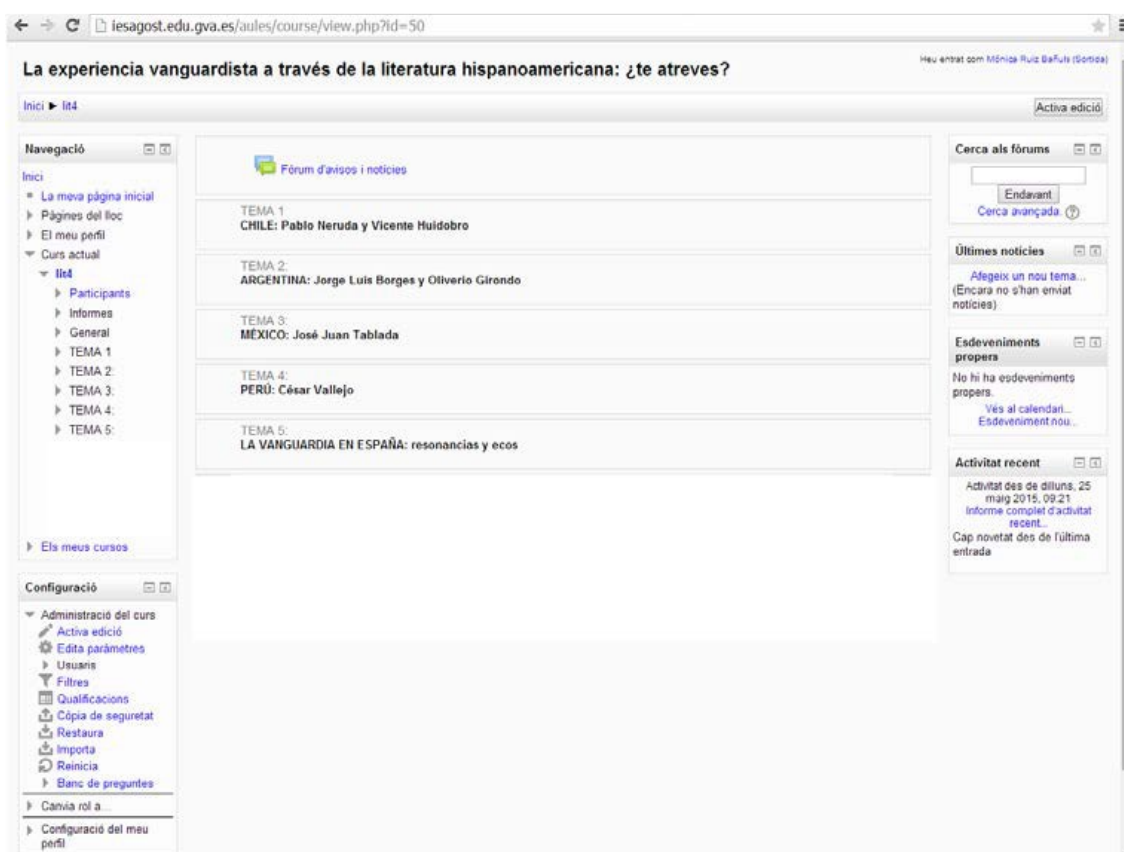 iesagost.edu.gva.es/aules/course/view.php?id=50
La experiencia vanguardista a través de la literatura hispanoamericana: ¿te atreves?
Heu entrat com Mónica Ruiz Bañuls (Sortida)
Inici ► lit4
Activa edició
Navegació
Inici
La meva pàgina inicial
Pàgines del lloc
El meu perfil
Curs actual
lit4
Participants
Informes
General
TEMA 1
TEMA 2:
TEMA 3:
TEMA 4:
TEMA 5:
Els meus cursos
Configuració
Administració del curs
Activa edició
Edita paràmetres
Usuaris
Filtres
Qualificacions
Còpia de seguretat
Restaura
Importa
Reinicia
Banc de preguntes
Canvia rol a...
Configuració del meu
perfil
Fòrum d'avisos i notícies
TEMA 1
CHILE: Pablo Neruda y Vicente Huidobro
TEMA 2:
ARGENTINA: Jorge Luis Borges y Oliverio Girondo
TEMA 3:
MÉXICO: José Juan Tablada
TEMA 4:
PERÚ: César Vallejo
TEMA 5:
LA VANGUARDIA EN ESPAÑA: resonancias y ecos
Cerca als fòrums
Endavant
Cerca avançada
Últimes notícies
Afegeix un nou tema...
(Encara no s'han enviat
notícies)
Esdeveniments
propers
No hi ha esdeveniments
propers.
Vés al calendari...
Esdeveniment nou...
Activitat recent
Activitat des de dilluns, 25
maig 2015, 09:21
Informe complet d'activitat
recent...
Cap novetat des de l'última
entrada